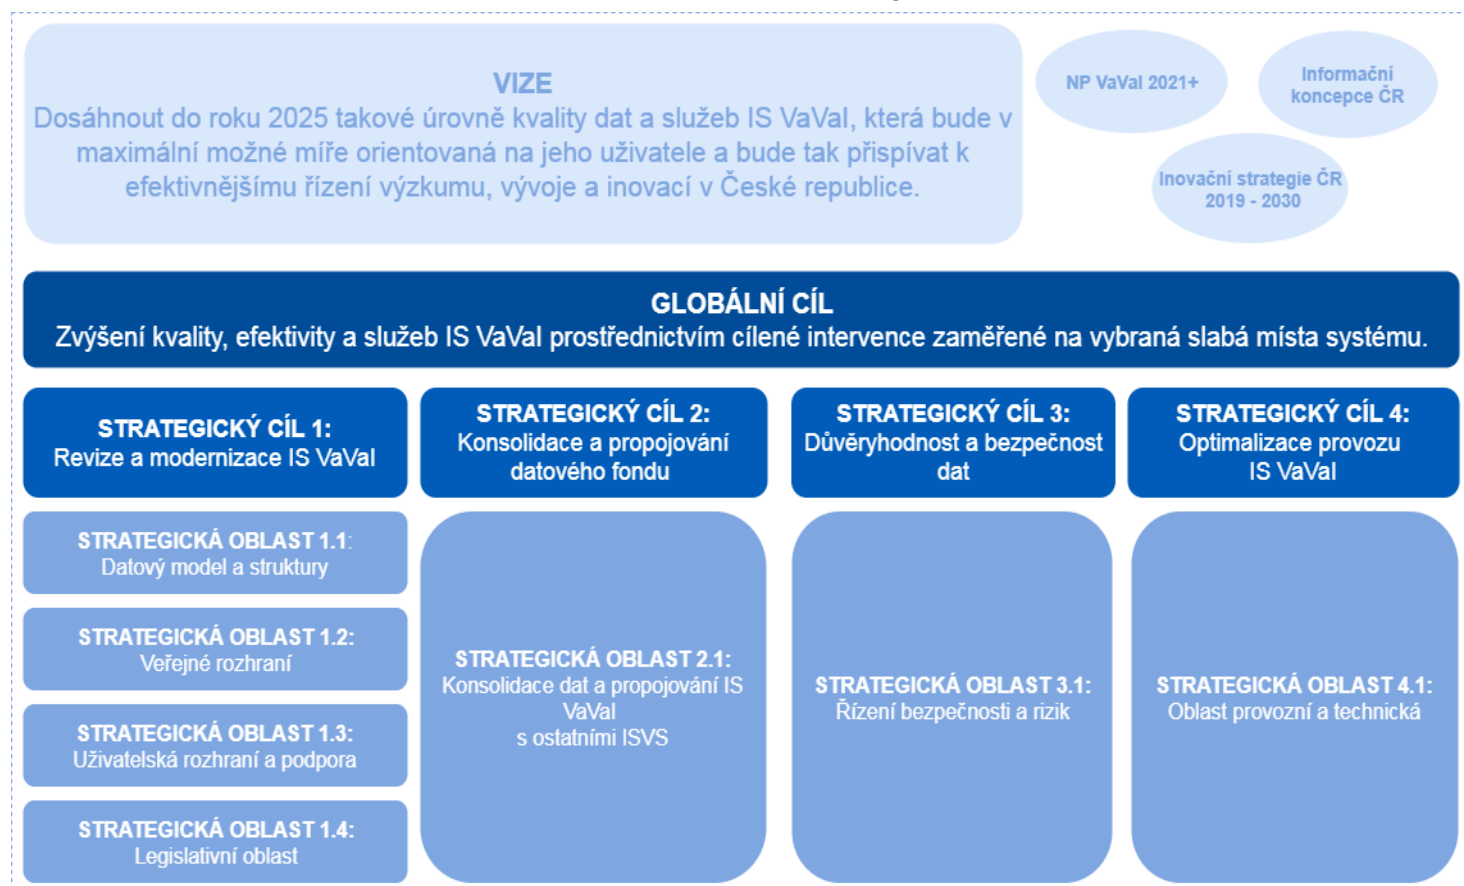 VIZE
Dosáhnout do roku 2025 takové úrovně kvality dat a služeb IS VaVaI, která bude v
maximální možné míře orientovaná na jeho uživatele a bude tak přispívat k
efektivnějšímu řízení výzkumu, vývoje a inovací v České republice.
NP VaVaI 2021+
Informační
koncepce ČR
Inovační strategie ČR
2019 - 2030
GLOBÁLNÍ CÍL
Zvýšení kvality, efektivity a služeb IS VaVaI prostřednictvím cílené intervence zaměřené na vybraná slabá místa systému.
STRATEGICKÝ CÍL 1:
Revize a modernizace IS VaVaI
STRATEGICKÝ CÍL 2:
Konsolidace a propojování
datového fondu
STRATEGICKÝ CÍL 3:
Důvěryhodnost a bezpečnost
dat
STRATEGICKÝ CÍL 4:
Optimalizace provozu
IS VaVaI
STRATEGICKÁ OBLAST 1.1:
Datový model a struktury
STRATEGICKÁ OBLAST 1.2:
Veřejné rozhraní
STRATEGICKÁ OBLAST 1.3:
Uživatelská rozhraní a podpora
STRATEGICKÁ OBLAST 1.4:
Legislativní oblast
STRATEGICKÁ OBLAST 2.1:
Konsolidace dat a propojování IS
VaVaI
s ostatními ISVS
STRATEGICKÁ OBLAST 3.1:
Řízení bezpečnosti a rizik
STRATEGICKÁ OBLAST 4.1:
Oblast provozní a technická